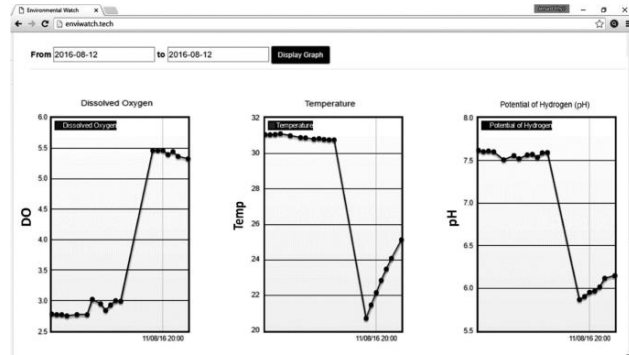 Environmental Watch
enviwatch.tech
From 2016-08-12 to 2016-08-12 Display Graph
Dissolved Oxygen
Dissolved Oxygen
DO
6.0
5.5
5.0
4.5
4.0
3.5
3.0
2.5
11/08/16 20:00
Temperature
Temperature
Temp
32
30
28
26
24
22
20
11/08/16 20:00
Potential of Hydrogen (pH)
Potential of Hydrogen
pH
8.0
7.5
7.0
6.5
6.0
5.5
11/08/16 20:00